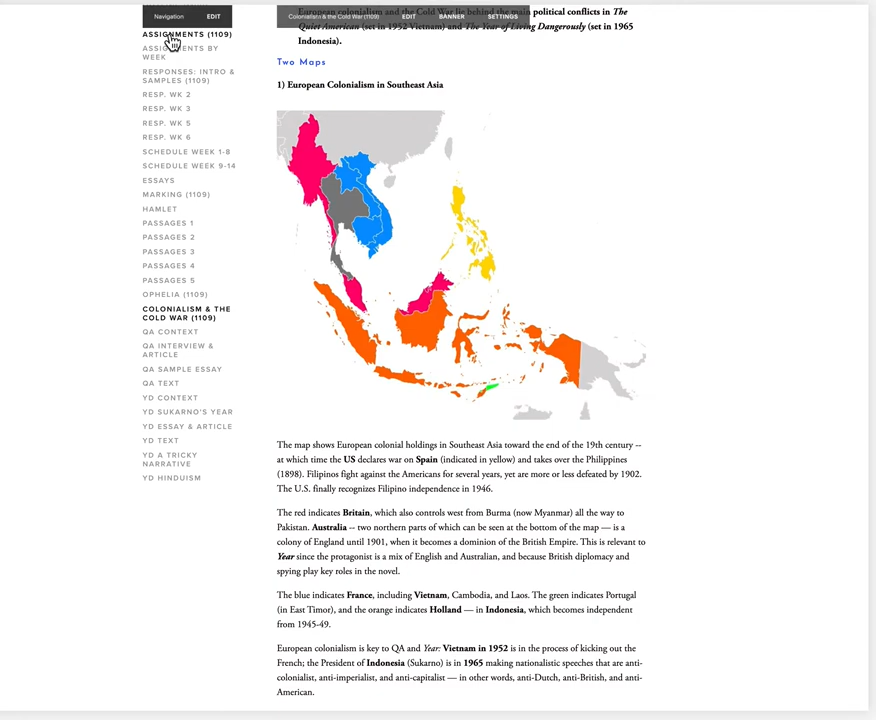 Navigation
EDIT
ASSIGNMENTS (1109)
ASSIGNMENTS BY
WEEK
RESPONSES: INTRO &
SAMPLES (1109)
RESP. WK 2
RESP. WK 3
RESP. WK 5
RESP. WK 6
SCHEDULE WEEK 1-8
SCHEDULE WEEK 9-14
ESSAYS
MARKING (1109)
HAMLET
PASSAGES 1
PASSAGES 2
PASSAGES 3
PASSAGES 4
PASSAGES 5
OPHELIA (1109)
COLONIALISM & THE
COLD WAR (1109)
QA CONTEXT
QA INTERVIEW &
ARTICLE
QA SAMPLE ESSAY
QA TEXT
YD CONTEXT
YD SUKARNO'S YEAR
YD ESSAY & ARTICLE
YD TEXT
YD A TRICKY
NARRATIVE
YD HINDUISM
Colonialism & the Cold War (1109)
EDIT
BANNER
SETTINGS
European colonialism and the Cold War lie behind the main political conflicts in The
Quiet American (set in 1952 Vietnam) and The Year of Living Dangerously (set in 1965
Indonesia).
Two Maps
1) European Colonialism in Southeast Asia
The map shows European colonial holdings in Southeast Asia toward the end of the 19th century --
at which time the US declares war on Spain (indicated in yellow) and takes over the Philippines
(1898). Filipinos fight against the Americans for several years, yet are more or less defeated by 1902.
The U.S. finally recognizes Filipino independence in 1946.
The red indicates Britain, which also controls west from Burma (now Myanmar) all the way to
Pakistan. Australia -- two northern parts of which can be seen at the bottom of the map — is a
colony of England until 1901, when it becomes a dominion of the British Empire. This is relevant to
Year since the protagonist is a mix of English and Australian, and because British diplomacy and
spying play key roles in the novel.
The blue indicates France, including Vietnam, Cambodia, and Laos. The green indicates Portugal
(in East Timor), and the orange indicates Holland — in Indonesia, which becomes independent
from 1945-49.
European colonialism is key to QA and Year: Vietnam in 1952 is in the process of kicking out the
French; the President of Indonesia (Sukarno) is in 1965 making nationalistic speeches that are anti-
colonialist, anti-imperialist, and anti-capitalist — in other words, anti-Dutch, anti-British, and anti-
American.